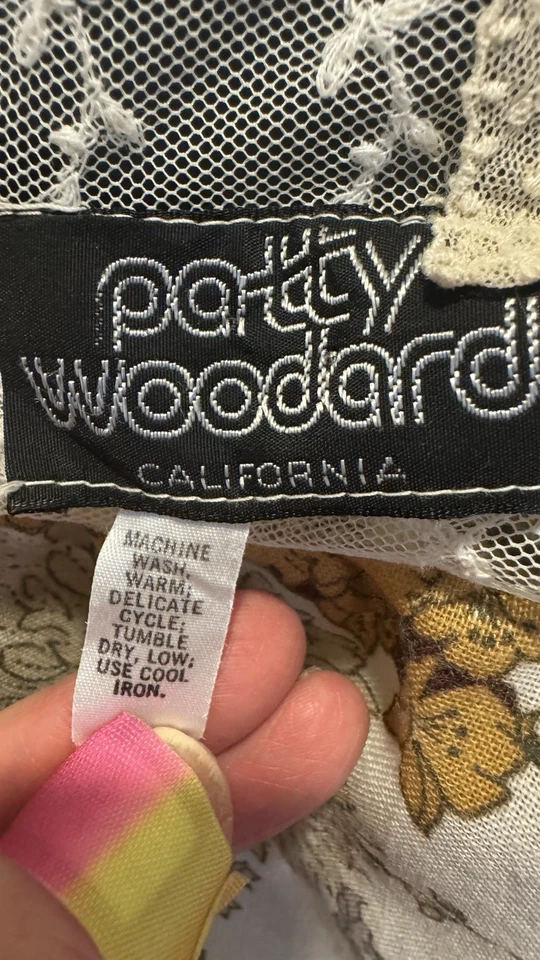 patty
woodard
CALIFORNIA
MACHINE
WASH,
WARM;
DELICATE
CYCLE;
TUMBLE
DRY, LOW;
USE COOL
IRON.